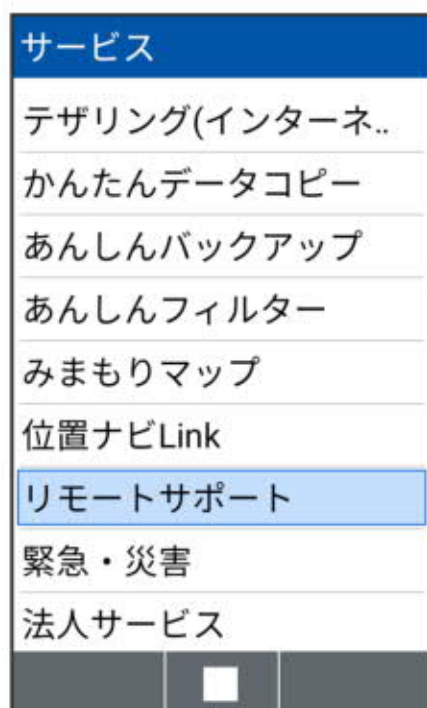 サービス
テザリング(インターネ..
かんたんデータコピー
あんしんバックアップ
あんしんフィルター
みまもりマップ
位置ナビLink
リモートサポート
緊急・災害
法人サービス